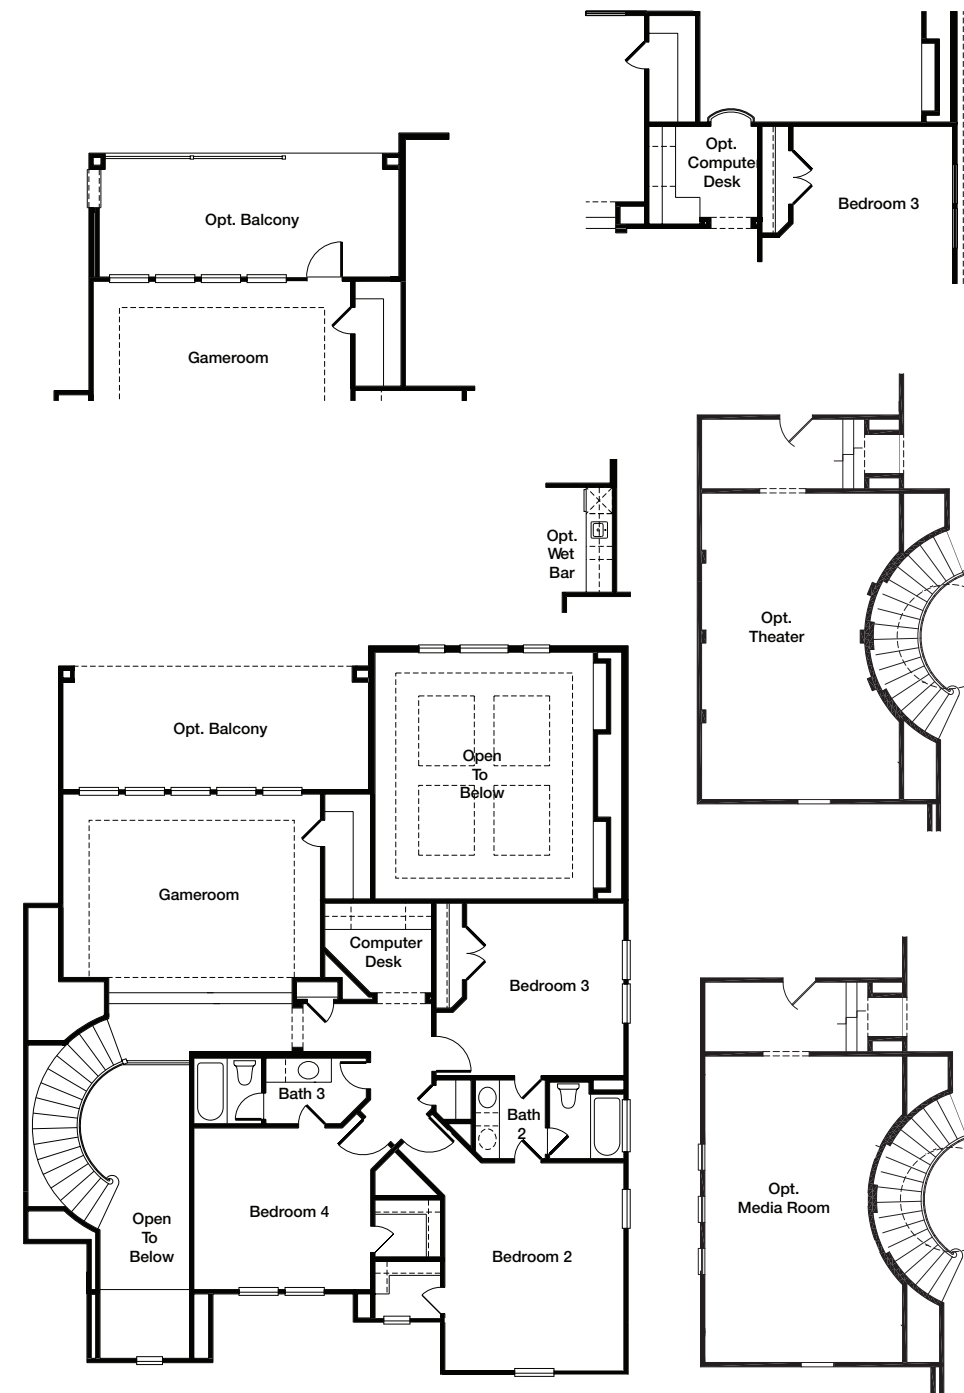 Opt.
Computer
Desk
Bedroom 3
Opt. Balcony
Gameroom
Opt.
Wet
Bar
Opt.
Theater
Opt. Balcony
Open
To
Below
Gameroom
Computer
Desk
Bedroom 3
Bath 3
Bath
2
Bedroom 4
Open
To
Below
Bedroom 2
Opt.
Media Room